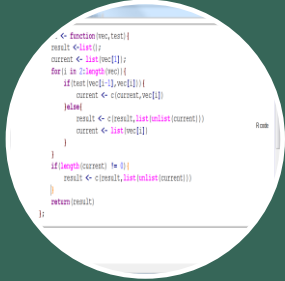 . <- function(vec,test){
result <-list();
current <- list(vec[1]);
for(i in 2:length(vec)){
if(test(vec[i-1],vec[i])){
current <- c(current,vec[i])
}else{
result <- c(result,list(unlist(current)))
current <- list(vec[i])
}
}
if(length(current) != 0){
result <- c(result,list(unlist(current)))
}
return(result)
};
R code